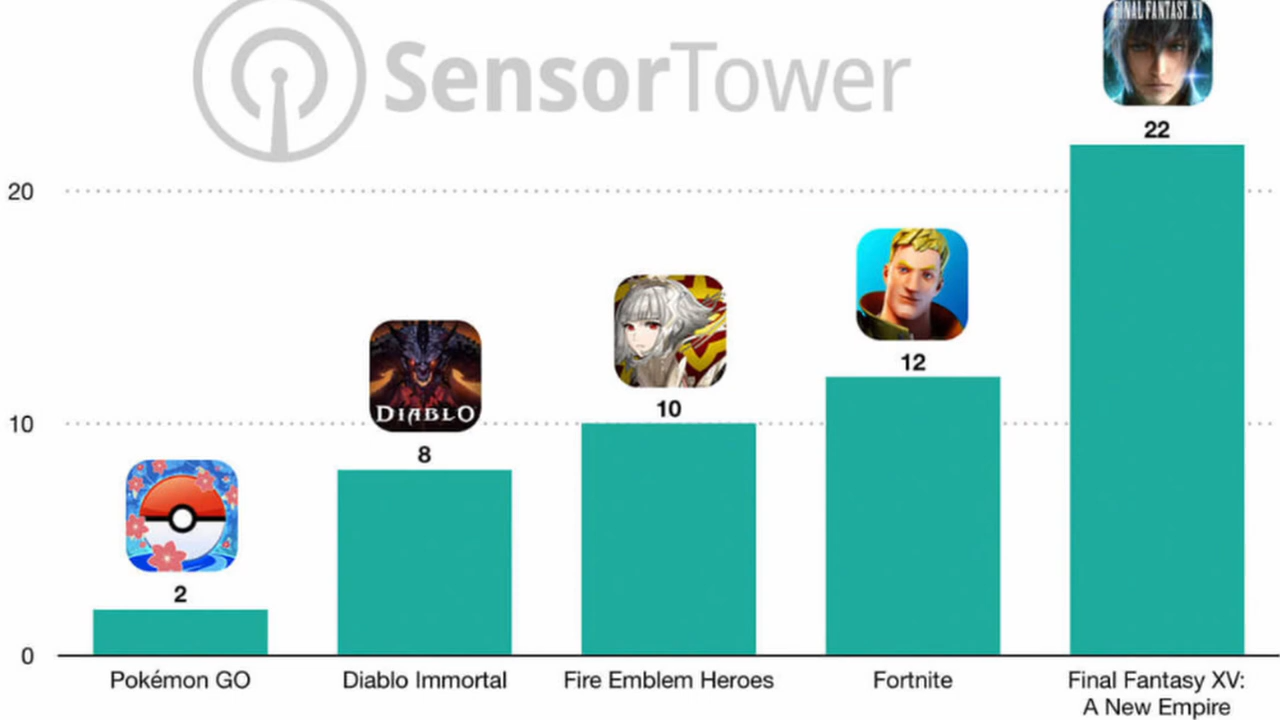 SensorTower
FINAL FANTASY XV
22
20
12
10
DIABLO
8
10
2
0
Pokémon GO
Diablo Immortal
Fire Emblem Heroes
Fortnite
Final Fantasy XV:
A New Empire